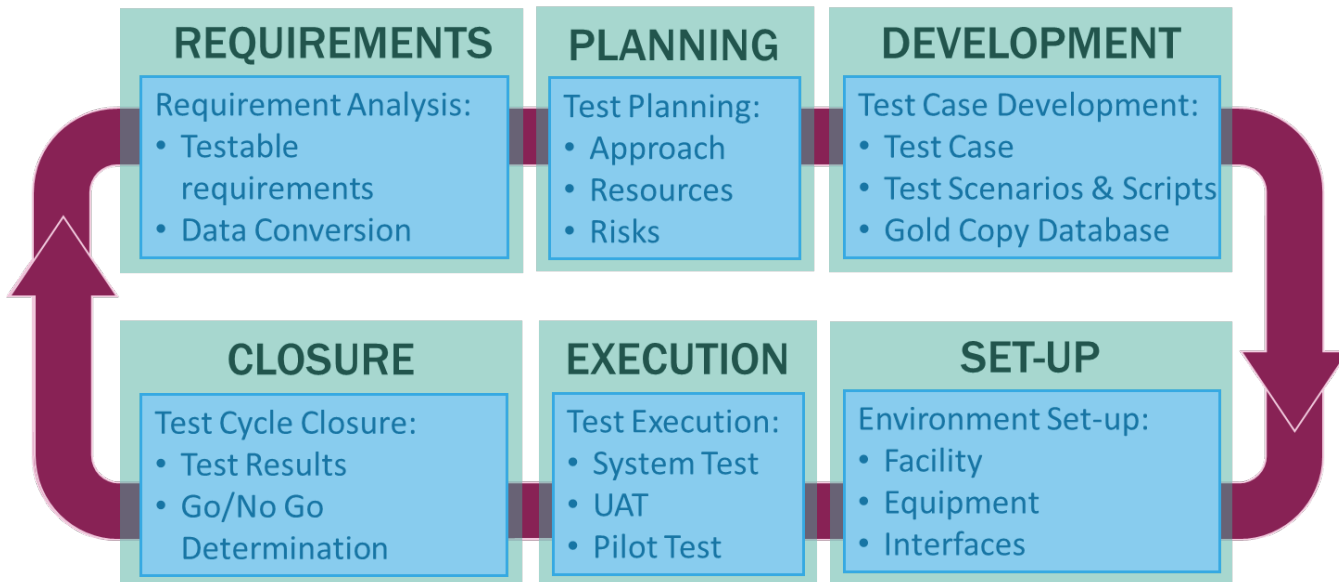 REQUIREMENTS
Requirement Analysis:
• Testable
requirements
• Data Conversion
PLANNING
Test Planning:
• Approach
• Resources
• Risks
DEVELOPMENT
Test Case Development:
• Test Case
• Test Scenarios & Scripts
• Gold Copy Database
CLOSURE
Test Cycle Closure:
• Test Results
• Go/No Go
Determination
EXECUTION
Test Execution:
• System Test
• UAT
• Pilot Test
SET-UP
Environment Set-up:
• Facility
• Equipment
• Interfaces